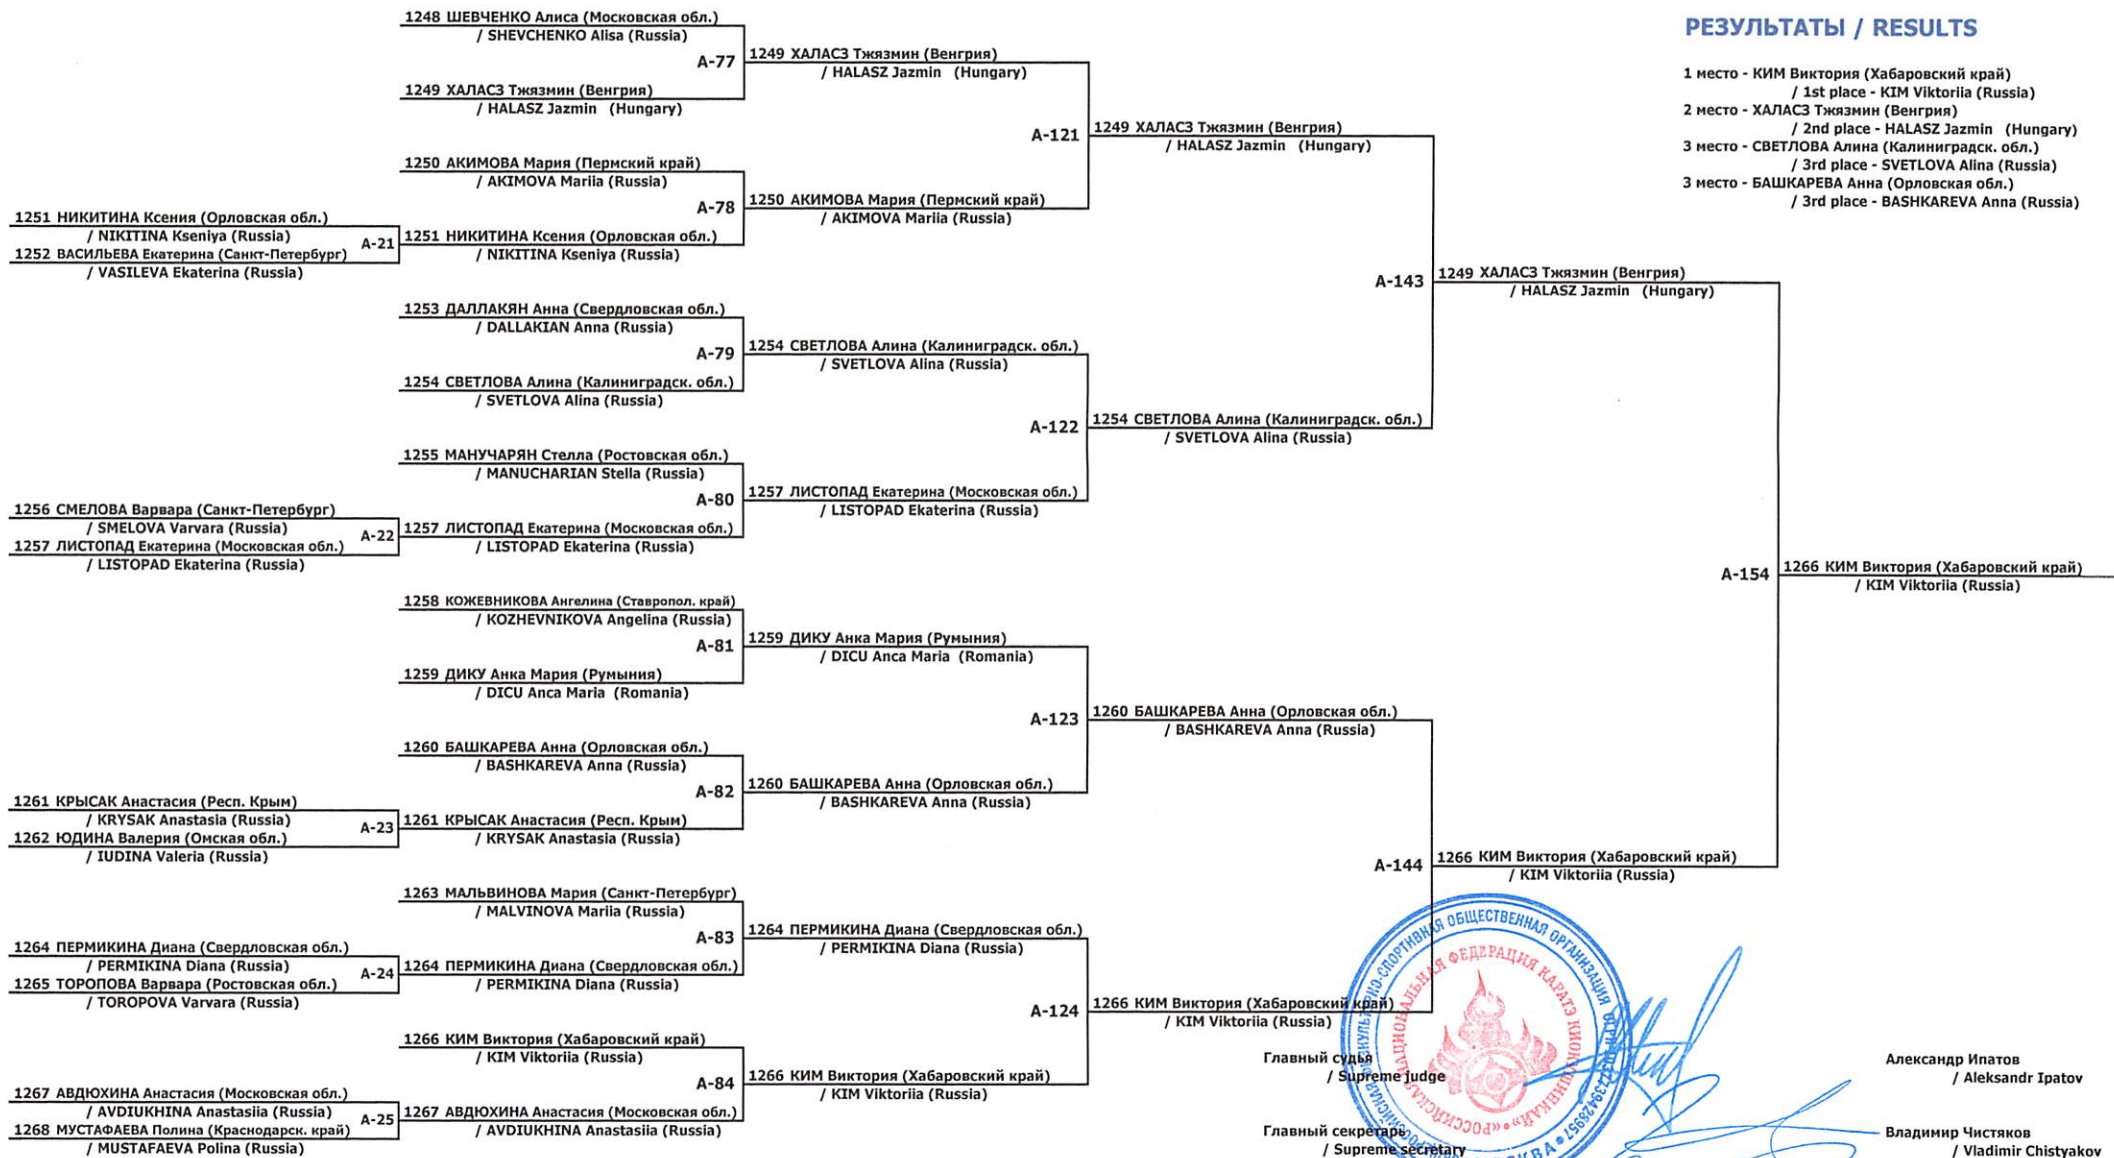 1248 ШЕВЧЕНКО Алиса (Московская обл.)
/ SHEVCHENKO Alisa (Russia)
A-77
1249 ХАЛАСЗ Тжязмин (Венгрия)
/ HALASZ Jazmin (Hungary)
1249 ХАЛАСЗ Тжязмин (Венгрия)
/ HALASZ Jazmin (Hungary)
A-121
1249 ХАЛАСЗ Тжязмин (Венгрия)
/ HALASZ Jazmin (Hungary)
1250 АКИМОВА Мария (Пермский край)
/ AKIMOVA Mariia (Russia)
A-78
1250 АКИМОВА Мария (Пермский край)
/ AKIMOVA Mariia (Russia)
1251 НИКИТИНА Ксения (Орловская обл.)
/ NIKITINA Kseniya (Russia)
A-21
1251 НИКИТИНА Ксения (Орловская обл.)
/ NIKITINA Kseniya (Russia)
1252 ВАСИЛЬЕВА Екатерина (Санкт-Петербург)
/ VASILEVA Ekaterina (Russia)
A-143
1249 ХАЛАСЗ Тжязмин (Венгрия)
/ HALASZ Jazmin (Hungary)
1253 ДАЛЛАКЯН Анна (Свердловская обл.)
/ DALLAKIAN Anna (Russia)
A-79
1254 СВЕТЛОВА Алина (Калиниградск. обл.)
/ SVETLOVA Alina (Russia)
1254 СВЕТЛОВА Алина (Калиниградск. обл.)
/ SVETLOVA Alina (Russia)
A-122
1254 СВЕТЛОВА Алина (Калиниградск. обл.)
/ SVETLOVA Alina (Russia)
1255 МАНУЧАРЯН Стелла (Ростовская обл.)
/ MANUCHARIAN Stella (Russia)
A-80
1257 ЛИСТОПАД Екатерина (Московская обл.)
/ LISTOPAD Ekaterina (Russia)
1256 СМЕЛОВА Варвара (Санкт-Петербург)
/ SMELOVA Varvara (Russia)
A-22
1257 ЛИСТОПАД Екатерина (Московская обл.)
/ LISTOPAD Ekaterina (Russia)
1257 ЛИСТОПАД Екатерина (Московская обл.)
/ LISTOPAD Ekaterina (Russia)
A-154
1266 КИМ Виктория (Хабаровский край)
/ KIM Viktoriia (Russia)
1258 КОЖЕВНИКОВА Ангелина (Ставропол. край)
/ KOZHEVNIKOVA Angelina (Russia)
A-81
1259 ДИКУ Анка Мария (Румыния)
/ DICU Anca Maria (Romania)
1259 ДИКУ Анка Мария (Румыния)
/ DICU Anca Maria (Romania)
A-123
1260 БАШКАРЕВА Анна (Орловская обл.)
/ BASHKAREVA Anna (Russia)
1260 БАШКАРЕВА Анна (Орловская обл.)
/ BASHKAREVA Anna (Russia)
A-82
1260 БАШКАРЕВА Анна (Орловская обл.)
/ BASHKAREVA Anna (Russia)
1261 КРЫСАК Анастасия (Респ. Крым)
/ KRYSAK Anastasia (Russia)
A-23
1261 КРЫСАК Анастасия (Респ. Крым)
/ KRYSAK Anastasia (Russia)
1262 ЮДИНА Валерия (Омская обл.)
/ IUDINA Valeria (Russia)
A-144
1266 КИМ Виктория (Хабаровский край)
/ KIM Viktoriia (Russia)
1263 МАЛЬВИНОВА Мария (Санкт-Петербург)
/ MALVINOVA Mariia (Russia)
A-83
1264 ПЕРМИКИНА Диана (Свердловская обл.)
/ PERMIKINA Diana (Russia)
1264 ПЕРМИКИНА Диана (Свердловская обл.)
/ PERMIKINA Diana (Russia)
A-24
1264 ПЕРМИКИНА Диана (Свердловская обл.)
/ PERMIKINA Diana (Russia)
1265 ТОРОПОВА Варвара (Ростовская обл.)
/ TOROPOVA Varvara (Russia)
A-124
1266 КИМ Виктория (Хабаровский край)
/ KIM Viktoriia (Russia)
1266 КИМ Виктория (Хабаровский край)
/ KIM Viktoriia (Russia)
A-84
1266 КИМ Виктория (Хабаровский край)
/ KIM Viktoriia (Russia)
1267 АВДЮХИНА Анастасия (Московская обл.)
/ AVDIUKHINA Anastasiia (Russia)
A-25
1267 АВДЮХИНА Анастасия (Московская обл.)
/ AVDIUKHINA Anastasiia (Russia)
1268 МУСТАФАЕВА Полина (Краснодарск. край)
/ MUSTAFAEVA Polina (Russia)
РЕЗУЛЬТАТЫ / RESULTS
1 место - КИМ Виктория (Хабаровский край)
/ 1st place - KIM Viktoriia (Russia)
2 место - ХАЛАСЗ Тжязмин (Венгрия)
/ 2nd place - HALASZ Jazmin (Hungary)
3 место - СВЕТЛОВА Алина (Калиниградск. обл.)
/ 3rd place - SVETLOVA Alina (Russia)
3 место - БАШКАРЕВА Анна (Орловская обл.)
/ 3rd place - BASHKAREVA Anna (Russia)
Главный судья
/ Supreme judge
Александр Ипатов
/ Aleksandr Ipatov
Главный секретарь
/ Supreme secretary
Владимир Чистяков
/ Vladimir Chistyakov
СПОРТИВНАЯ ОБЩЕСТВЕННАЯ ОРГАНИЗАЦИЯ
РОССИЙСКАЯ НАЦИОНАЛЬНАЯ ФЕДЕРАЦИЯ КАРАТЭ